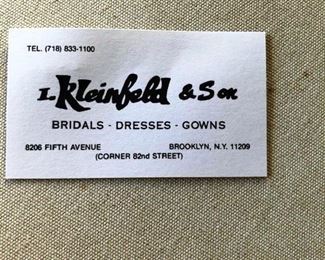 TEL. (718) 833-1100
I. Kleinfeld & Son
BRIDALS - DRESSES - GOWNS
8206 FIFTH AVENUE BROOKLYN, N.Y. 11209
(CORNER 82nd STREET)